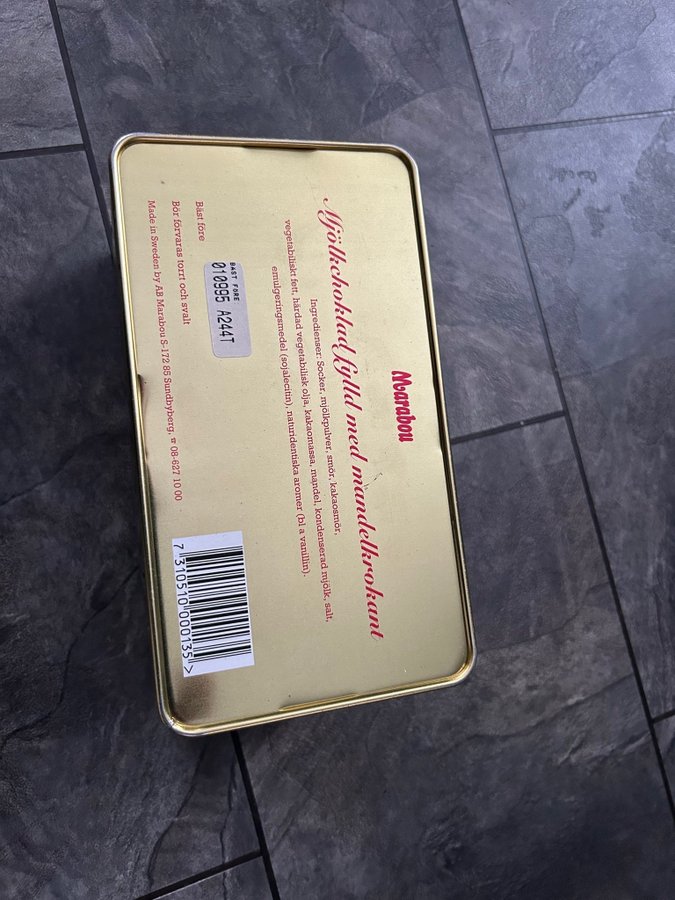 Marabou
Mjölkchoklad fylld med mandelkrokant
Ingredienser: Socker, mjölkpulver, smör, kakaosmör,
vegetabiliskt fett, härdad vegetabilisk olja, kakaomassa, mandel, kondenserad mjölk, salt,
emulgeringsmedel (sojalecitin), naturidentiska aromer (bl a vanillin).
Bäst före
BÄST FöRE
010995 A244T
Bör förvaras torrt och svalt
Made in Sweden by AB Marabou S-172 85 Sundbyberg, ☎ 08-627 10 00
7 310510 000135 >